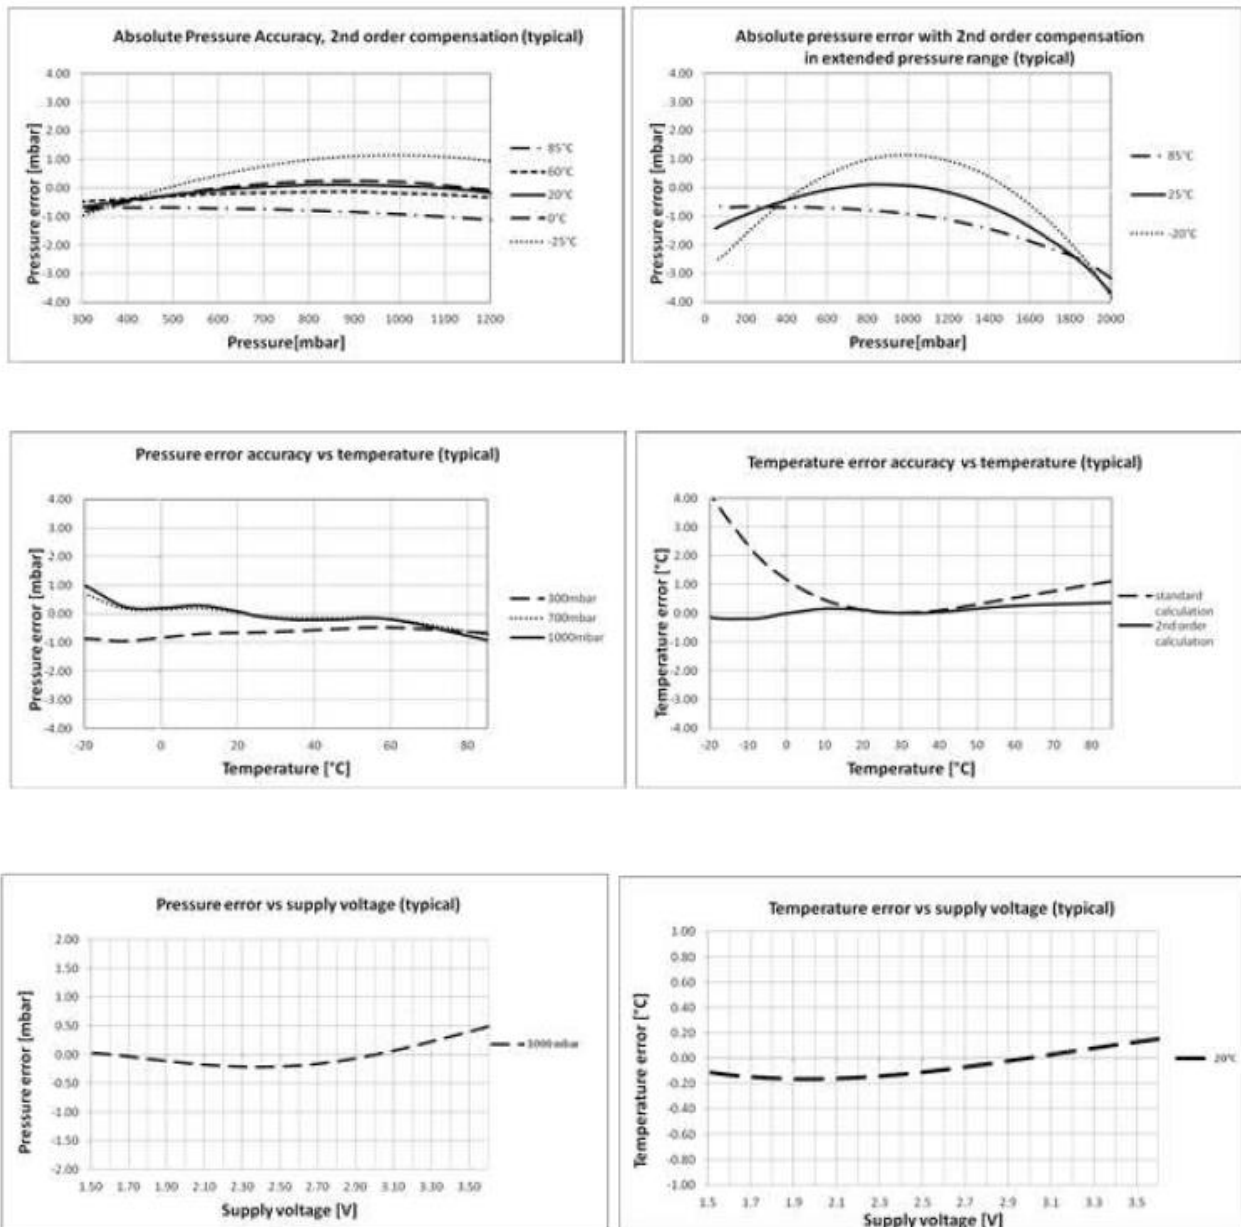 Absolute Pressure Accuracy, 2nd order compensation (typical)
4.00
3.00
2.00
1.00
0.00
-1.00
-2.00
-3.00
-4.00
300 400 500 600 700 800 900 1000 1100 1200
Pressure error [mbar]
Pressure[mbar]
85°C
60°C
20°C
0°C
-25°C
Absolute pressure error with 2nd order compensation
in extended pressure range (typical)
4.00
3.00
2.00
1.00
0.00
-1.00
-2.00
-3.00
-4.00
0 200 400 600 800 1000 1200 1400 1600 1800 2000
Pressure error [mbar]
Pressure[mbar]
85°C
25°C
-20°C
Pressure error accuracy vs temperature (typical)
4.00
3.00
2.00
1.00
0.00
-1.00
-2.00
-3.00
-4.00
-20 0 20 40 60 80
Pressure error [mbar]
Temperature [°C]
300mbar
700mbar
1000mbar
Temperature error accuracy vs temperature (typical)
4.00
3.00
2.00
1.00
0.00
-1.00
-2.00
-3.00
-4.00
-20 -10 0 10 20 30 40 50 60 70 80
Temperature error [°C]
Temperature [°C]
standard
calculation
2nd order
calculation
Pressure error vs supply voltage (typical)
2.00
1.50
1.00
0.50
0.00
-0.50
-1.00
-1.50
-2.00
1.50 1.70 1.90 2.10 2.30 2.50 2.70 2.90 3.10 3.30 3.50
Pressure error [mbar]
Supply voltage [V]
1000mbar
Temperature error vs supply voltage (typical)
1.00
0.80
0.60
0.40
0.20
0.00
-0.20
-0.40
-0.60
-0.80
-1.00
1.5 1.7 1.9 2.1 2.3 2.5 2.7 2.9 3.1 3.3 3.5
Temperature error [°C]
Supply voltage [V]
20°C